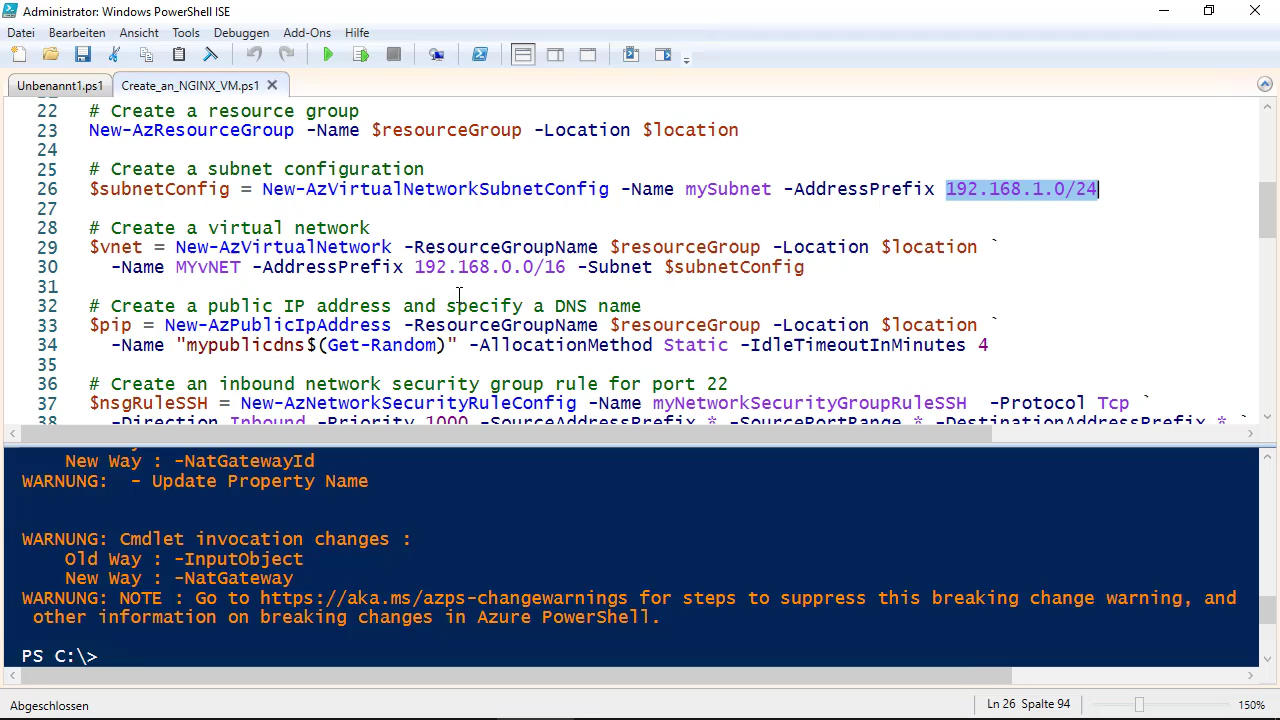 Administrator: Windows PowerShell ISE
Datei Bearbeiten Ansicht Tools Debuggen Add-Ons Hilfe
Unbenannt1.ps1 Create_an_NGINX_VM.ps1
22 # Create a resource group
23 New-AzResourceGroup -Name $resourceGroup -Location $location
24
25 # Create a subnet configuration
26 $subnetConfig = New-AzVirtualNetworkSubnetConfig -Name mySubnet -AddressPrefix 192.168.1.0/24
27
28 # Create a virtual network
29 $vnet = New-AzVirtualNetwork -ResourceGroupName $resourceGroup -Location $location `
30 -Name MYvNET -AddressPrefix 192.168.0.0/16 -Subnet $subnetConfig
31
32 # Create a public IP address and specify a DNS name
33 $pip = New-AzPublicIpAddress -ResourceGroupName $resourceGroup -Location $location `
34 -Name "mypublicdns$(Get-Random)" -AllocationMethod Static -IdleTimeoutInMinutes 4
35
36 # Create an inbound network security group rule for port 22
37 $nsgRuleSSH = New-AzNetworkSecurityRuleConfig -Name myNetworkSecurityGroupRuleSSH -Protocol Tcp `
38 -Direction Inbound -Priority 1000 -SourceAddressPrefix * -SourcePortRange * -DestinationAddressPrefix * `
New Way : -NatGatewayId
WARNUNG: - Update Property Name
WARNUNG: Cmdlet invocation changes :
Old Way : -InputObject
New Way : -NatGateway
WARNUNG: NOTE : Go to https://aka.ms/azps-changewarnings for steps to suppress this breaking change warning, and
other information on breaking changes in Azure PowerShell.
PS C:\>
Abgeschlossen Ln 26 Spalte 94 150%